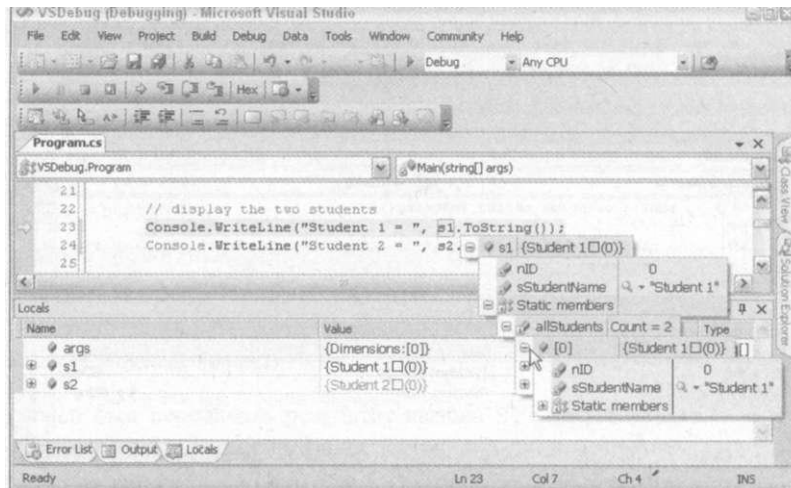 VSDebug (Debugging) - Microsoft Visual Studio
File Edit View Project Build Debug Data Tools Window Community Help
Debug Any CPU
Hex
Program.cs
VSDebug.Program Main(string[] args)
21
22 // display the two students
23 Console.WriteLine("Student 1 = ", s1.ToString());
24 Console.WriteLine("Student 2 = ", s2. s1 {Student 1□(0)}
25
nID 0
sStudentName "Student 1"
Static members
Locals
allStudents Count = 2
Name Value Type
args {Dimensions:[0]} [0] {Student 1□(0)} []
s1 {Student 1□(0)} nID 0
s2 {Student 2□(0)} sStudentName "Student 1"
Static members
Error List Output Locals
Ready Ln 23 Col 7 Ch 4 INS
Class View
Solution Explorer